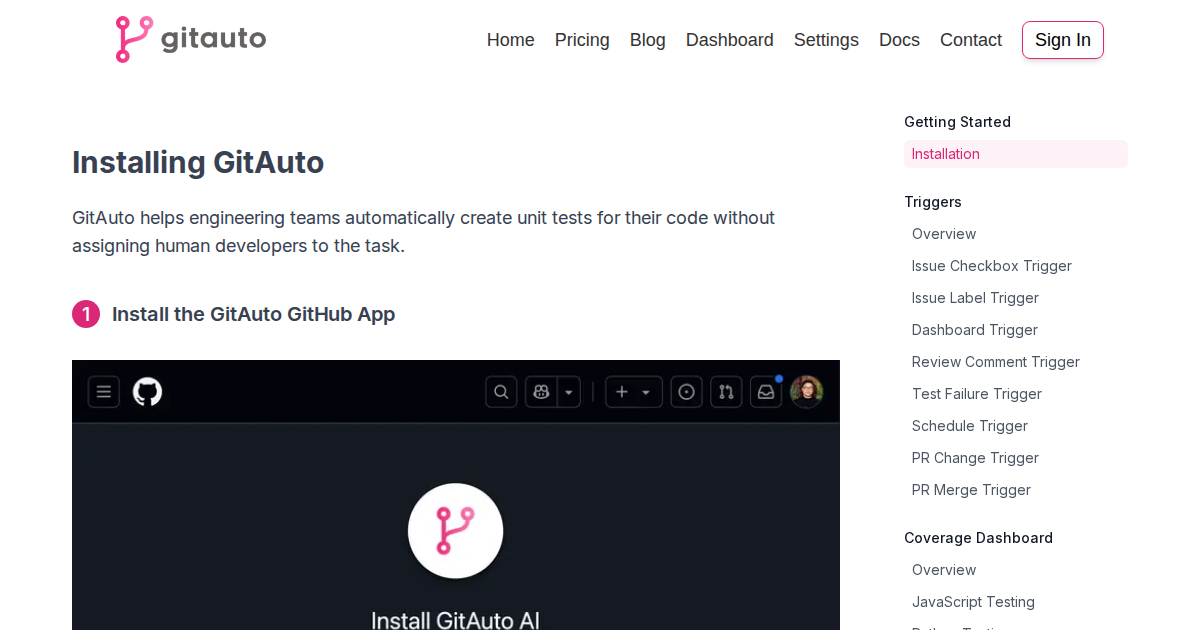 gitauto
Home Pricing Blog Dashboard Settings Docs Contact Sign In
Installing GitAuto
GitAuto helps engineering teams automatically create unit tests for their code without
assigning human developers to the task.
1 Install the GitAuto GitHub App
Install GitAuto AI
Getting Started
Installation
Triggers
Overview
Issue Checkbox Trigger
Issue Label Trigger
Dashboard Trigger
Review Comment Trigger
Test Failure Trigger
Schedule Trigger
PR Change Trigger
PR Merge Trigger
Coverage Dashboard
Overview
JavaScript Testing